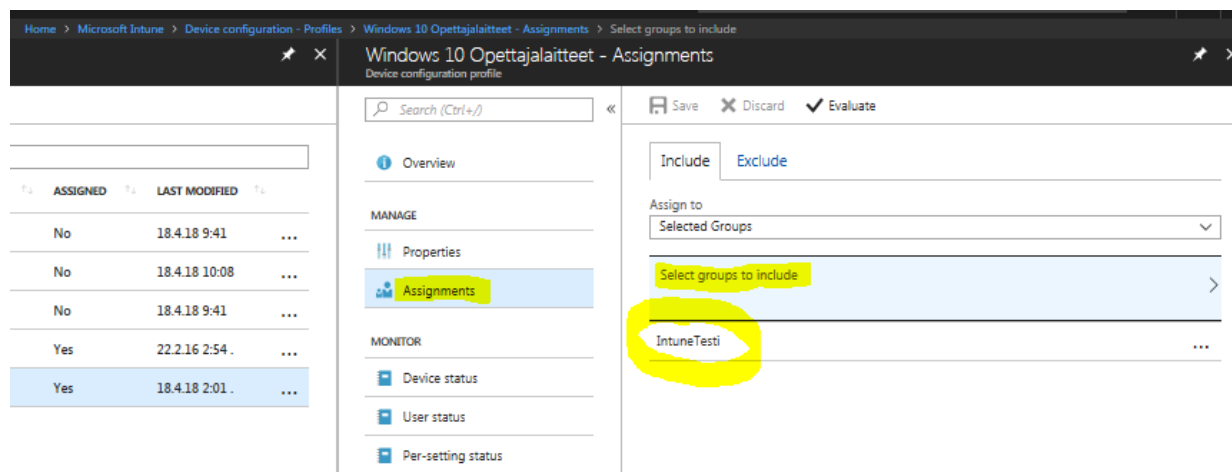 Home > Microsoft Intune > Device configuration - Profiles > Windows 10 Opettajalaitteet - Assignments > Select groups to include
Windows 10 Opettajalaitteet - Assignments
Device configuration profile
Search (Ctrl+/)
Save Discard Evaluate
Overview
Include Exclude
ASSIGNED LAST MODIFIED
Assign to
MANAGE
Selected Groups
No 18.4.18 9:41 ...
Properties
No 18.4.18 10:08 ...
Select groups to include
Assignments
No 18.4.18 9:41 ...
MONITOR
IntuneTesti ...
Yes 22.2.16 2:54 . ...
Device status
Yes 18.4.18 2:01 . ...
User status
Per-setting status